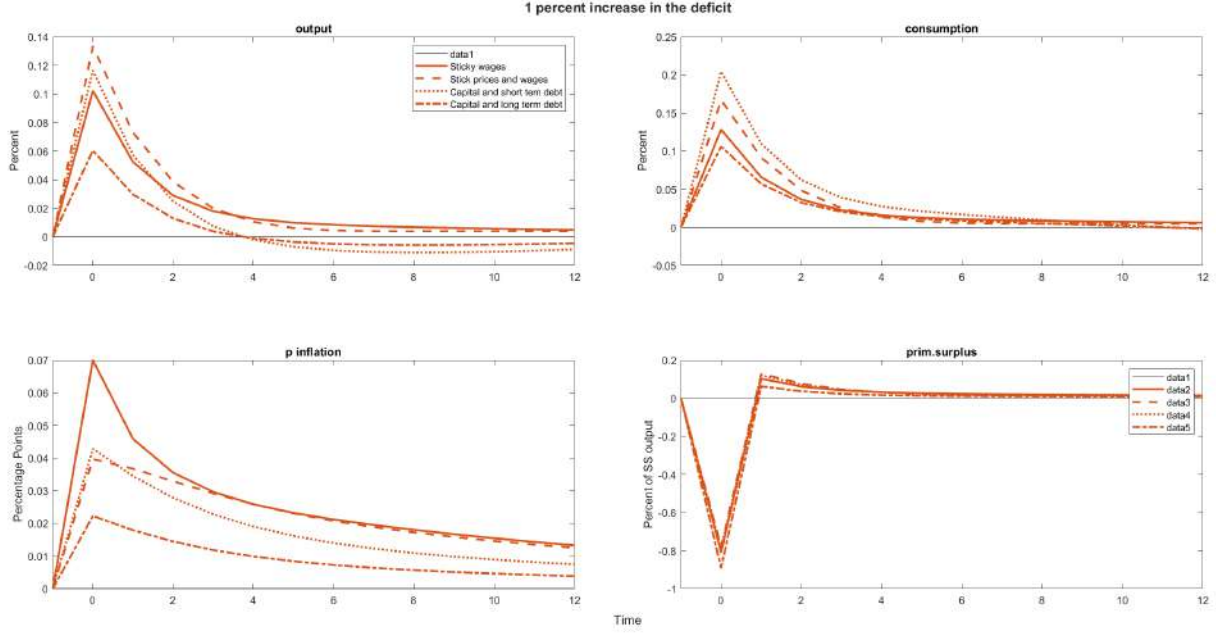 1 percent increase in the deficit
output
Percent
0.14
0.12
0.1
0.08
0.06
0.04
0.02
0
-0.02
0 2 4 6 8 10 12
data1
Sticky wages
Stick prices and wages
Capital and short tem debt
Capital and long term debt
consumption
Percent
0.25
0.2
0.15
0.1
0.05
0
-0.05
0 2 4 6 8 10 12
p inflation
Percentage Points
0.07
0.06
0.05
0.04
0.03
0.02
0.01
0
0 2 4 6 8 10 12
prim.surplus
Percent of SS output
0.2
0
-0.2
-0.4
-0.6
-0.8
-1
0 2 4 6 8 10 12
data1
data2
data3
data4
data5
Time